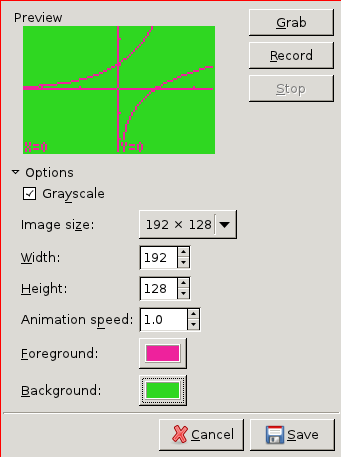 Preview
Grab
Record
Stop
X=0 Y=0
Options
Grayscale
Image size: 192 × 128
Width: 192
Height: 128
Animation speed: 1.0
Foreground:
Background:
Cancel Save